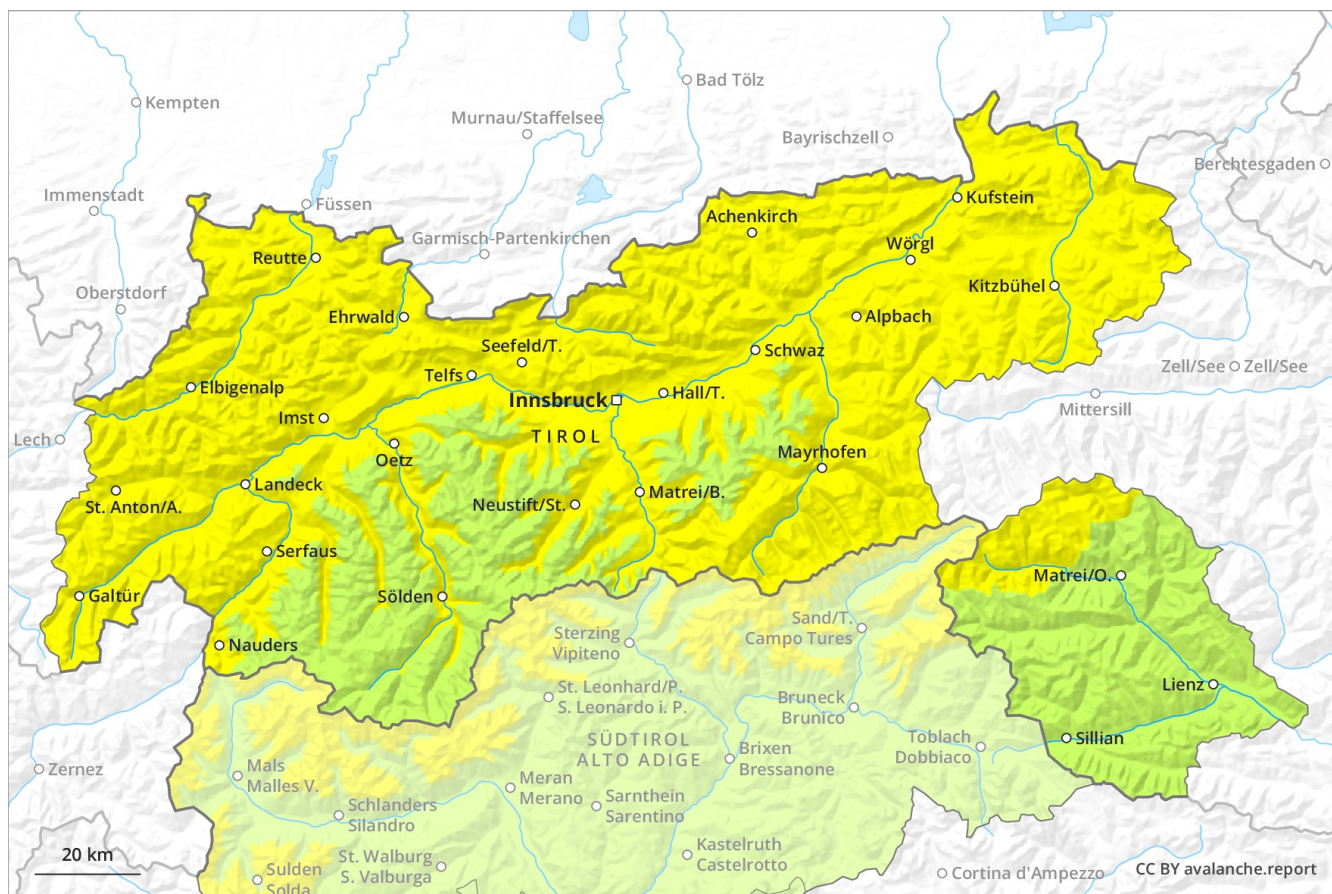 Bad Tölz
Kempten
Murnau/Staffelsee
Bayrischzell
Berchtesgaden
Immenstadt
Füssen
Kufstein
Achenkirch
Garmisch-Partenkirchen
Wörgl
Reutte
Kitzbühel
Oberstdorf
Ehrwald
Alpbach
Seefeld/T.
Schwaz
Zell/See
Zell/See
Telfs
Elbigenalp
Hall/T.
Innsbruck
Mittersill
Imst
TIROL
Lech
Oetz
Mayrhofen
Landeck
Matrei/B.
St. Anton/A.
Neustift/St.
Serfaus
Matrei/O.
Galtür
Sölden
Sand/T.
Campo Tures
Sterzing
Vipiteno
Nauders
Lienz
St. Leonhard/P.
S. Leonardo i. P.
Bruneck
Brunico
SÜDTIROL
ALTO ADIGE
Toblach
Dobbiaco
Sillian
Brixen
Bressanone
Zernez
Mals
Malles V.
Meran
Merano
Sarnthein
Sarentino
Schlanders
Silandro
Kastelruth
Castelrotto
20 km
St. Walburg
S. Valburga
Sulden
Solda
Cortina d'Ampezzo
CC BY avalanche.report